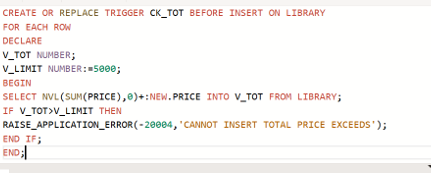 CREATE OR REPLACE TRIGGER CK_TOT BEFORE INSERT ON LIBRARY
FOR EACH ROW
DECLARE
V_TOT NUMBER;
V_LIMIT NUMBER:=5000;
BEGIN
SELECT NVL(SUM(PRICE),0)+:NEW.PRICE INTO V_TOT FROM LIBRARY;
IF V_TOT>V_LIMIT THEN
RAISE_APPLICATION_ERROR(-20004,'CANNOT INSERT TOTAL PRICE EXCEEDS');
END IF;
END;